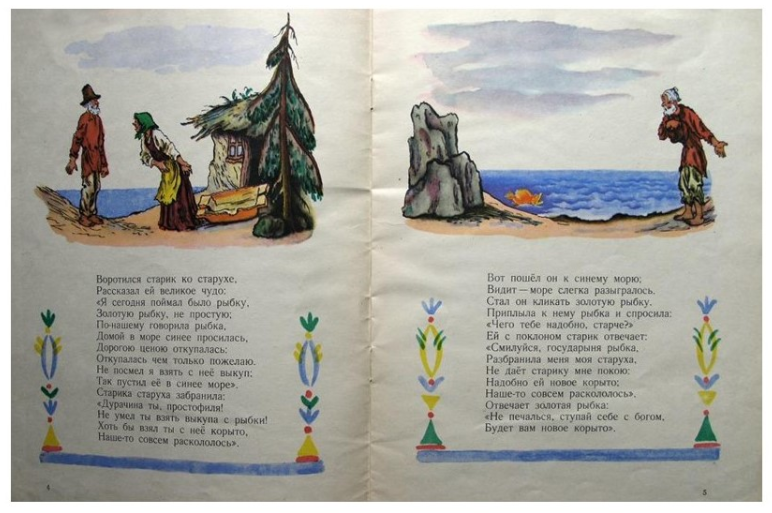 Воротился старик ко старухе,
Рассказал ей великое чудо:
«Я сегодня поймал было рыбку,
Золотую рыбку, не простую;
По-нашему говорила рыбка,
Домой в море синее просилась,
Дорогою ценою откупалась:
Откупалась чем только пожелаю.
Не посмел я взять с неё выкуп;
Так пустил её в синее море».
Старика старуха забранила:
«Дурачина ты, простофиля!
Не умел ты взять выкупа с рыбки!
Хоть бы взял ты с неё корыто,
Наше-то совсем раскололось».
4
Вот пошёл он к синему морю;
Видит — море слегка разыгралось.
Стал он кликать золотую рыбку.
Приплыла к нему рыбка и спросила:
«Чего тебе надобно, старче?»
Ей с поклоном старик отвечает:
«Смилуйся, государыня рыбка,
Разбранила меня моя старуха,
Не даёт старику мне покою:
Надобно ей новое корыто;
Наше-то совсем раскололось».
Отвечает золотая рыбка:
«Не печалься, ступай себе с богом,
Будет вам новое корыто».
5